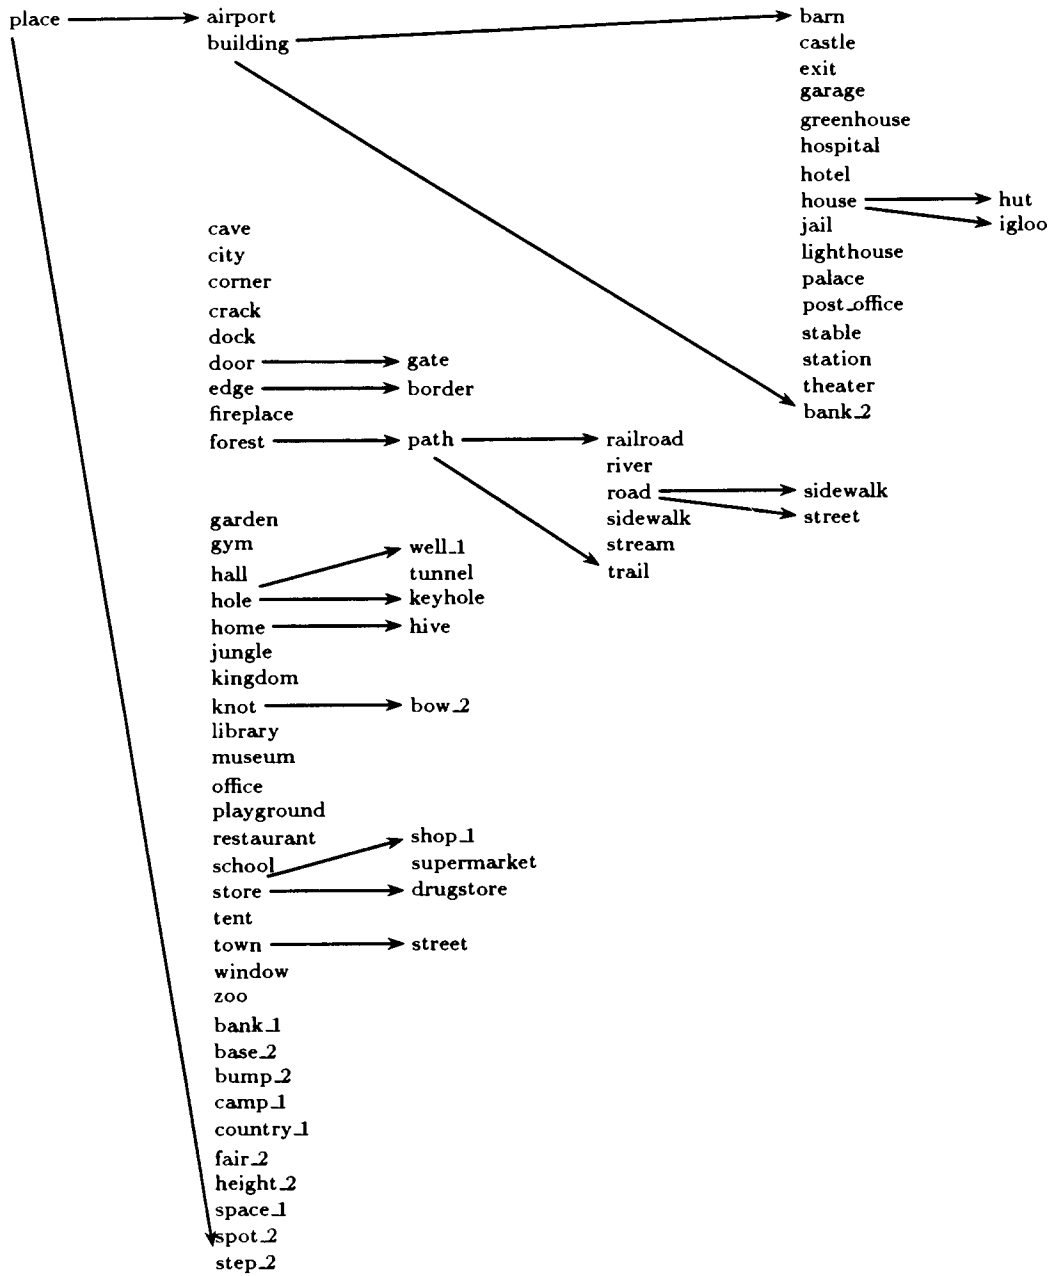 place airport barn
building castle
exit
garage
greenhouse
hospital
hotel
house hut
jail igloo
cave
lighthouse
city
palace
corner
post_office
crack
stable
dock
station
door gate
theater
edge border
bank_2
fireplace
forest path railroad
river
road sidewalk
garden sidewalk street
gym well_1 stream
hall tunnel trail
hole keyhole
home hive
jungle
kingdom
knot bow_2
library
museum
office
playground
restaurant shop_1
school supermarket
store drugstore
tent
town street
window
zoo
bank_1
base_2
bump_2
camp_1
country_1
fair_2
height_2
space_1
spot_2
step_2